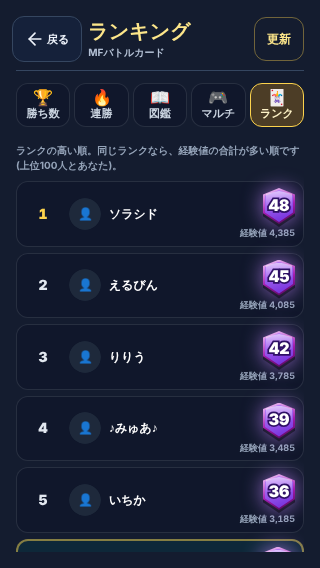 戻る
ランキング
MFバトルカード
更新
勝ち数
連勝
図鑑
マルチ
ランク
ランクの高い順。同じランクなら、経験値の合計が多い順です
(上位100人とあなた)。
1
ソラシド
48
経験値 4,385
2
えるびん
45
経験値 4,085
3
りりう
42
経験値 3,785
4
♪みゅあ♪
39
経験値 3,485
5
いちか
36
経験値 3,185